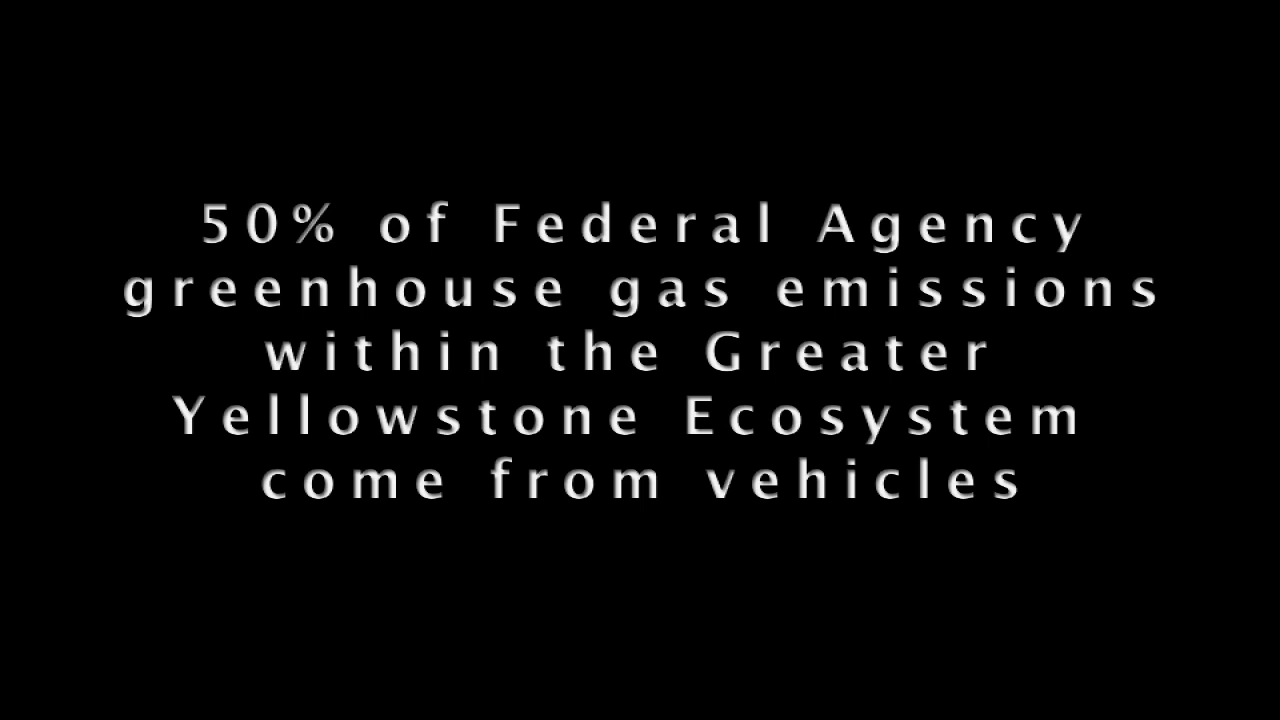 50% of Federal Agency
greenhouse gas emissions
within the Greater
Yellowstone Ecosystem
come from vehicles